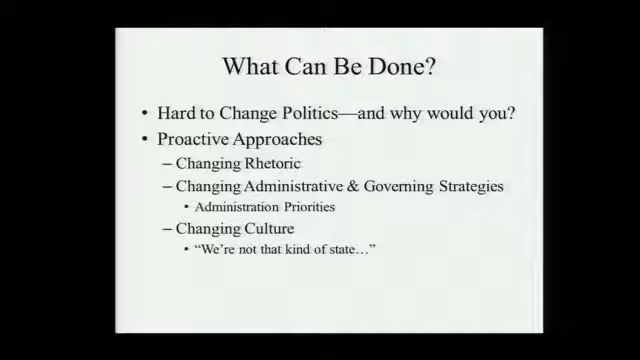 What Can Be Done?
• Hard to Change Politics—and why would you?
• Proactive Approaches
– Changing Rhetoric
– Changing Administrative & Governing Strategies
• Administration Priorities
– Changing Culture
• “We’re not that kind of state…”